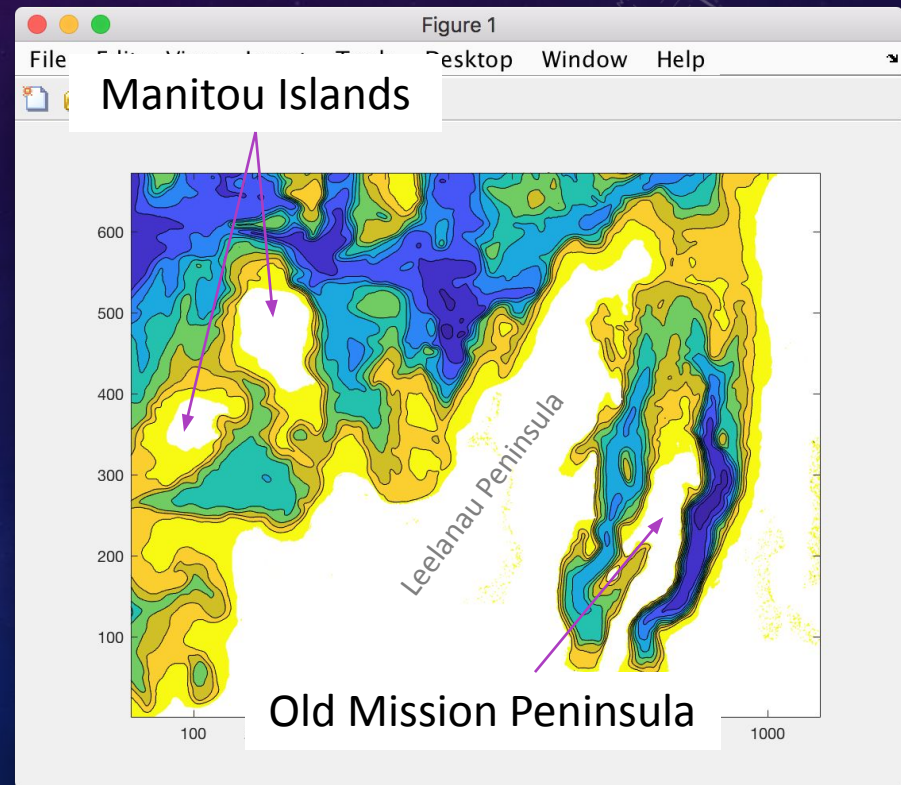 Figure 1
File Desktop Window Help
Manitou Islands
600
500
400
300
200
100
Leelanau Peninsula
Old Mission Peninsula
100 1000